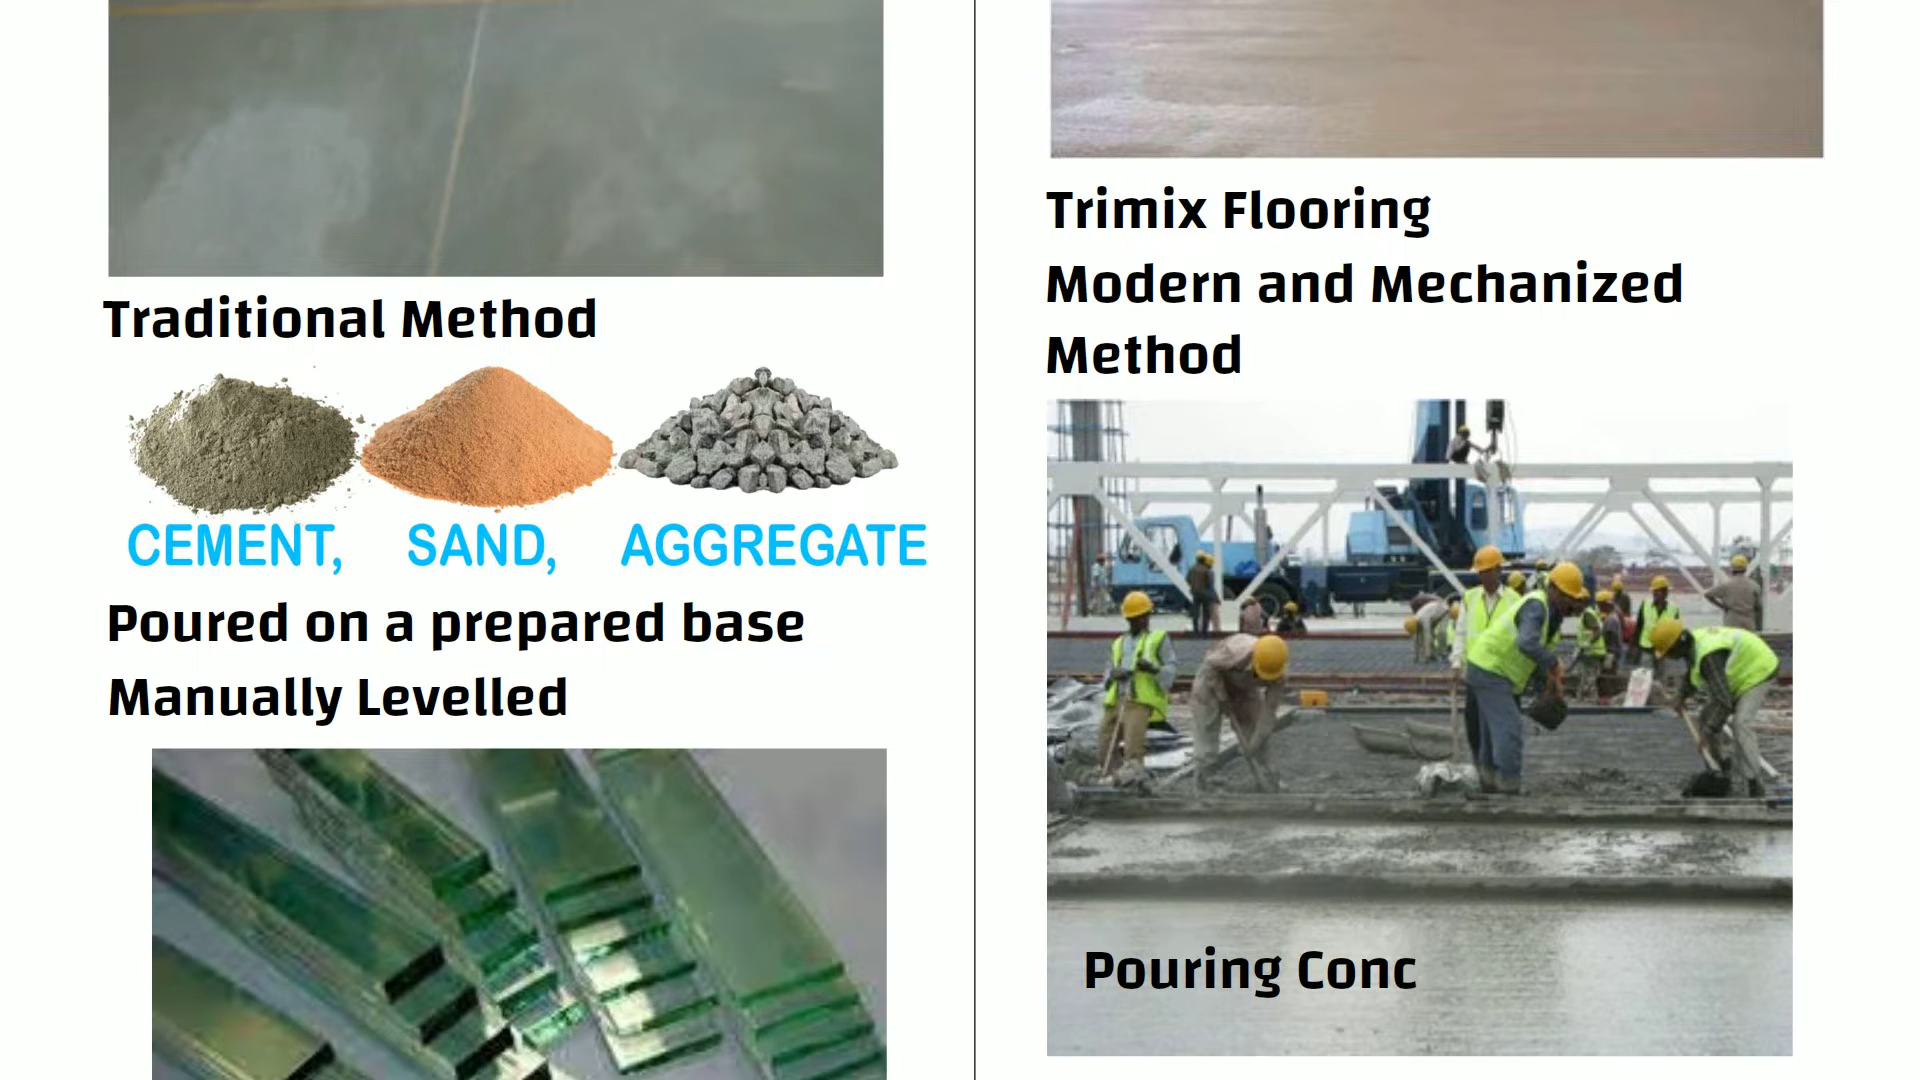 Traditional Method
CEMENT, SAND, AGGREGATE
Poured on a prepared base
Manually Levelled
Trimix Flooring
Modern and Mechanized
Method
Pouring Conc